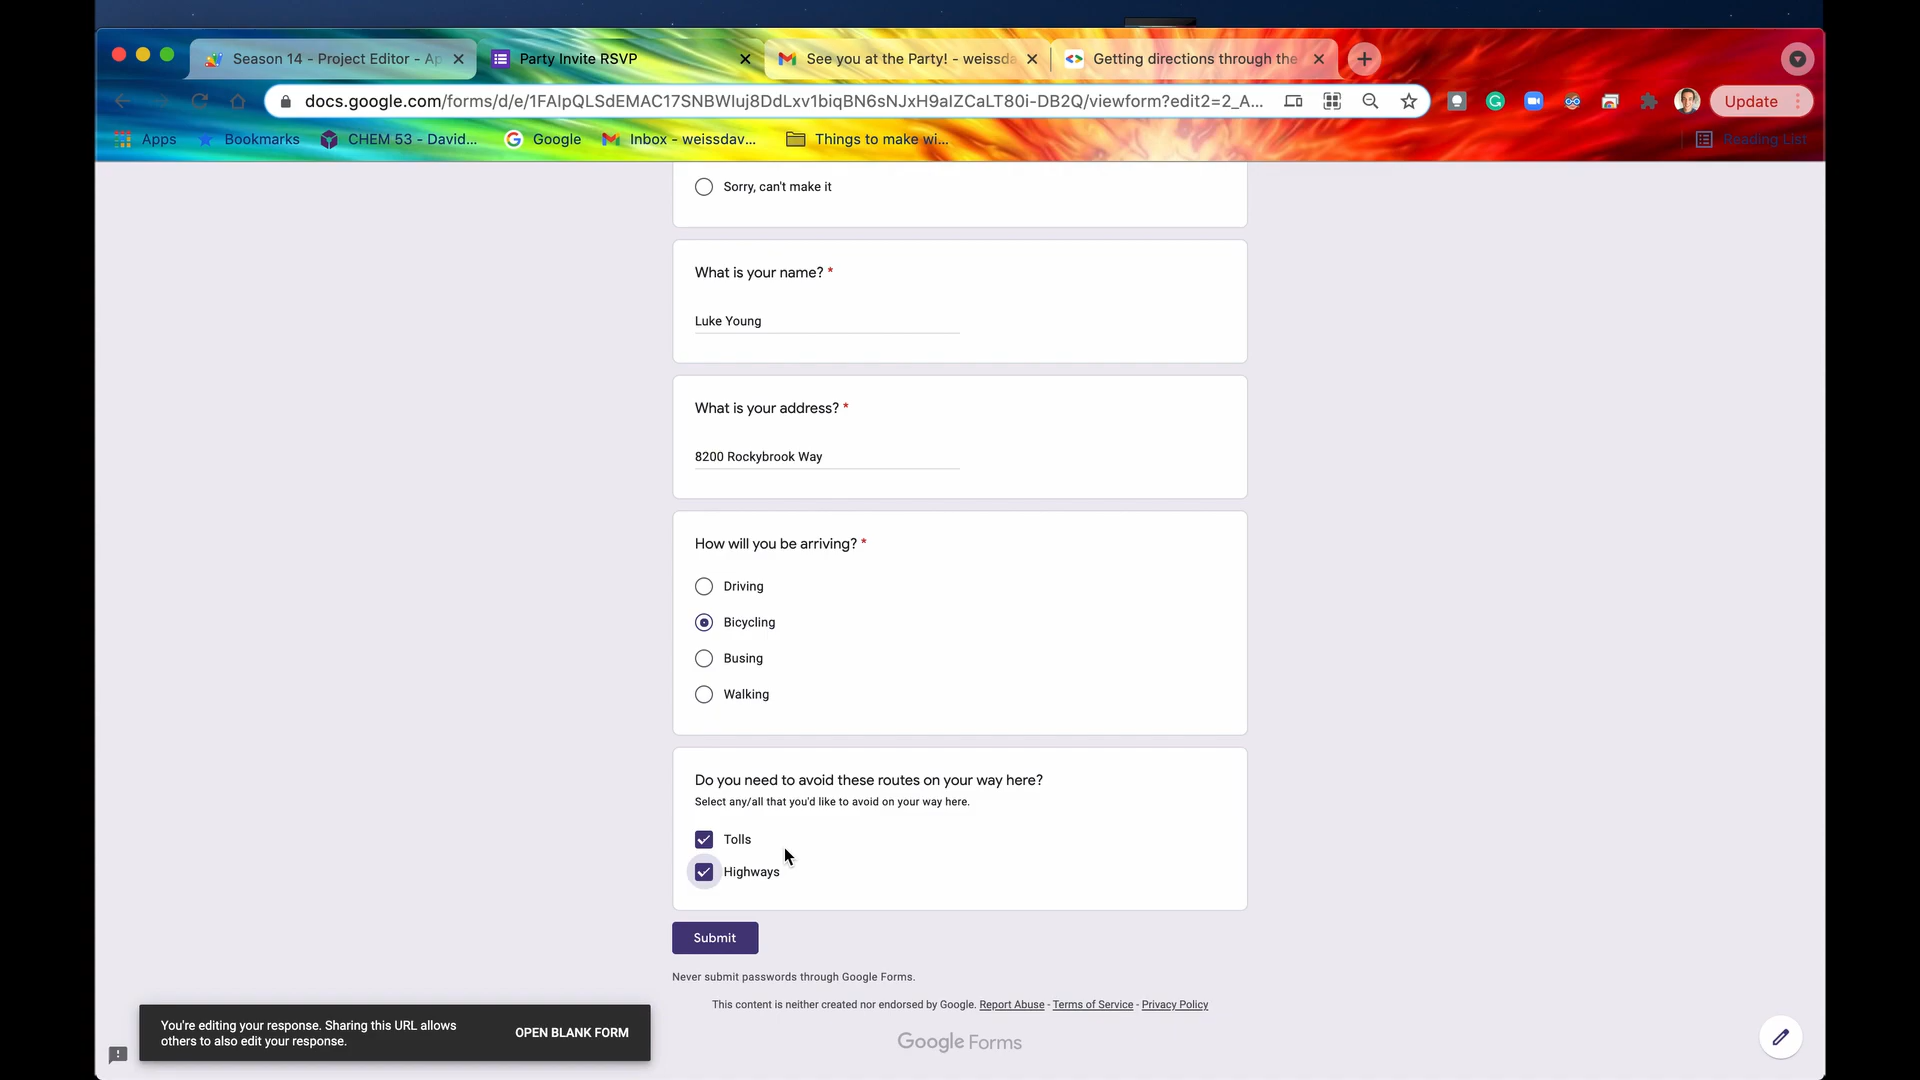 Season 14 - Project Editor - Ap
Party Invite RSVP
See you at the Party! - weissda
Getting directions through the
docs.google.com/forms/d/e/1FAIpQLSdEMAC17SNBWIuj8DdLxv1biqBN6sNJxH9aIZCaLT80i-DB2Q/viewform?edit2=2_A...
Update
Apps
Bookmarks
CHEM 53 - David...
Google
Inbox - weissdav...
Things to make wi...
Reading List
Sorry, can't make it
What is your name? *
Luke Young
What is your address? *
8200 Rockybrook Way
How will you be arriving? *
Driving
Bicycling
Busing
Walking
Do you need to avoid these routes on your way here?
Select any/all that you'd like to avoid on your way here.
Tolls
Highways
Submit
Never submit passwords through Google Forms.
This content is neither created nor endorsed by Google. Report Abuse - Terms of Service - Privacy Policy
Google Forms
You're editing your response. Sharing this URL allows
others to also edit your response.
OPEN BLANK FORM